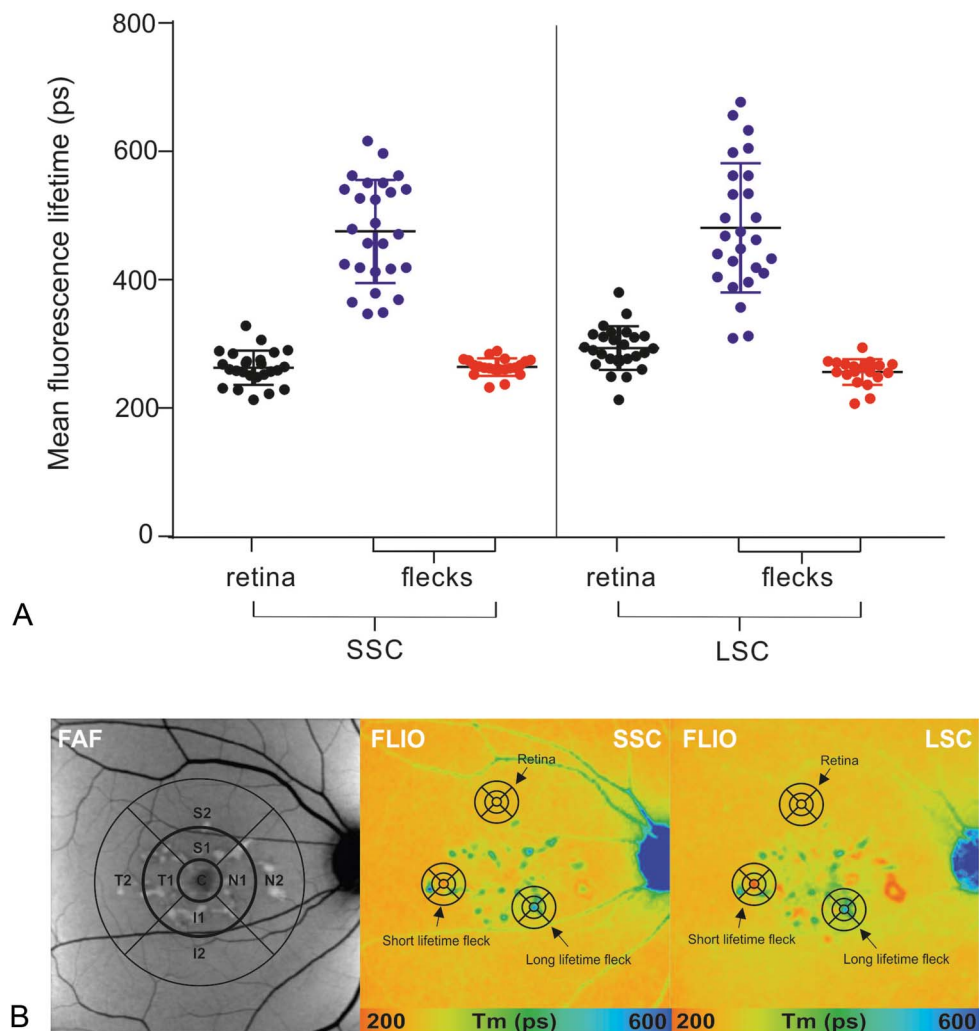 800
600
400
200
0
Mean fluorescence lifetime (ps)
retina
flecks
retina
flecks
SSC
LSC
A
FAF
S2
S1
T2 T1 C N1 N2
I1
I2
FLIO SSC
Retina
Short lifetime fleck
Long lifetime fleck
200 Tm (ps) 600
FLIO LSC
Retina
Short lifetime fleck
Long lifetime fleck
200 Tm (ps) 600
B